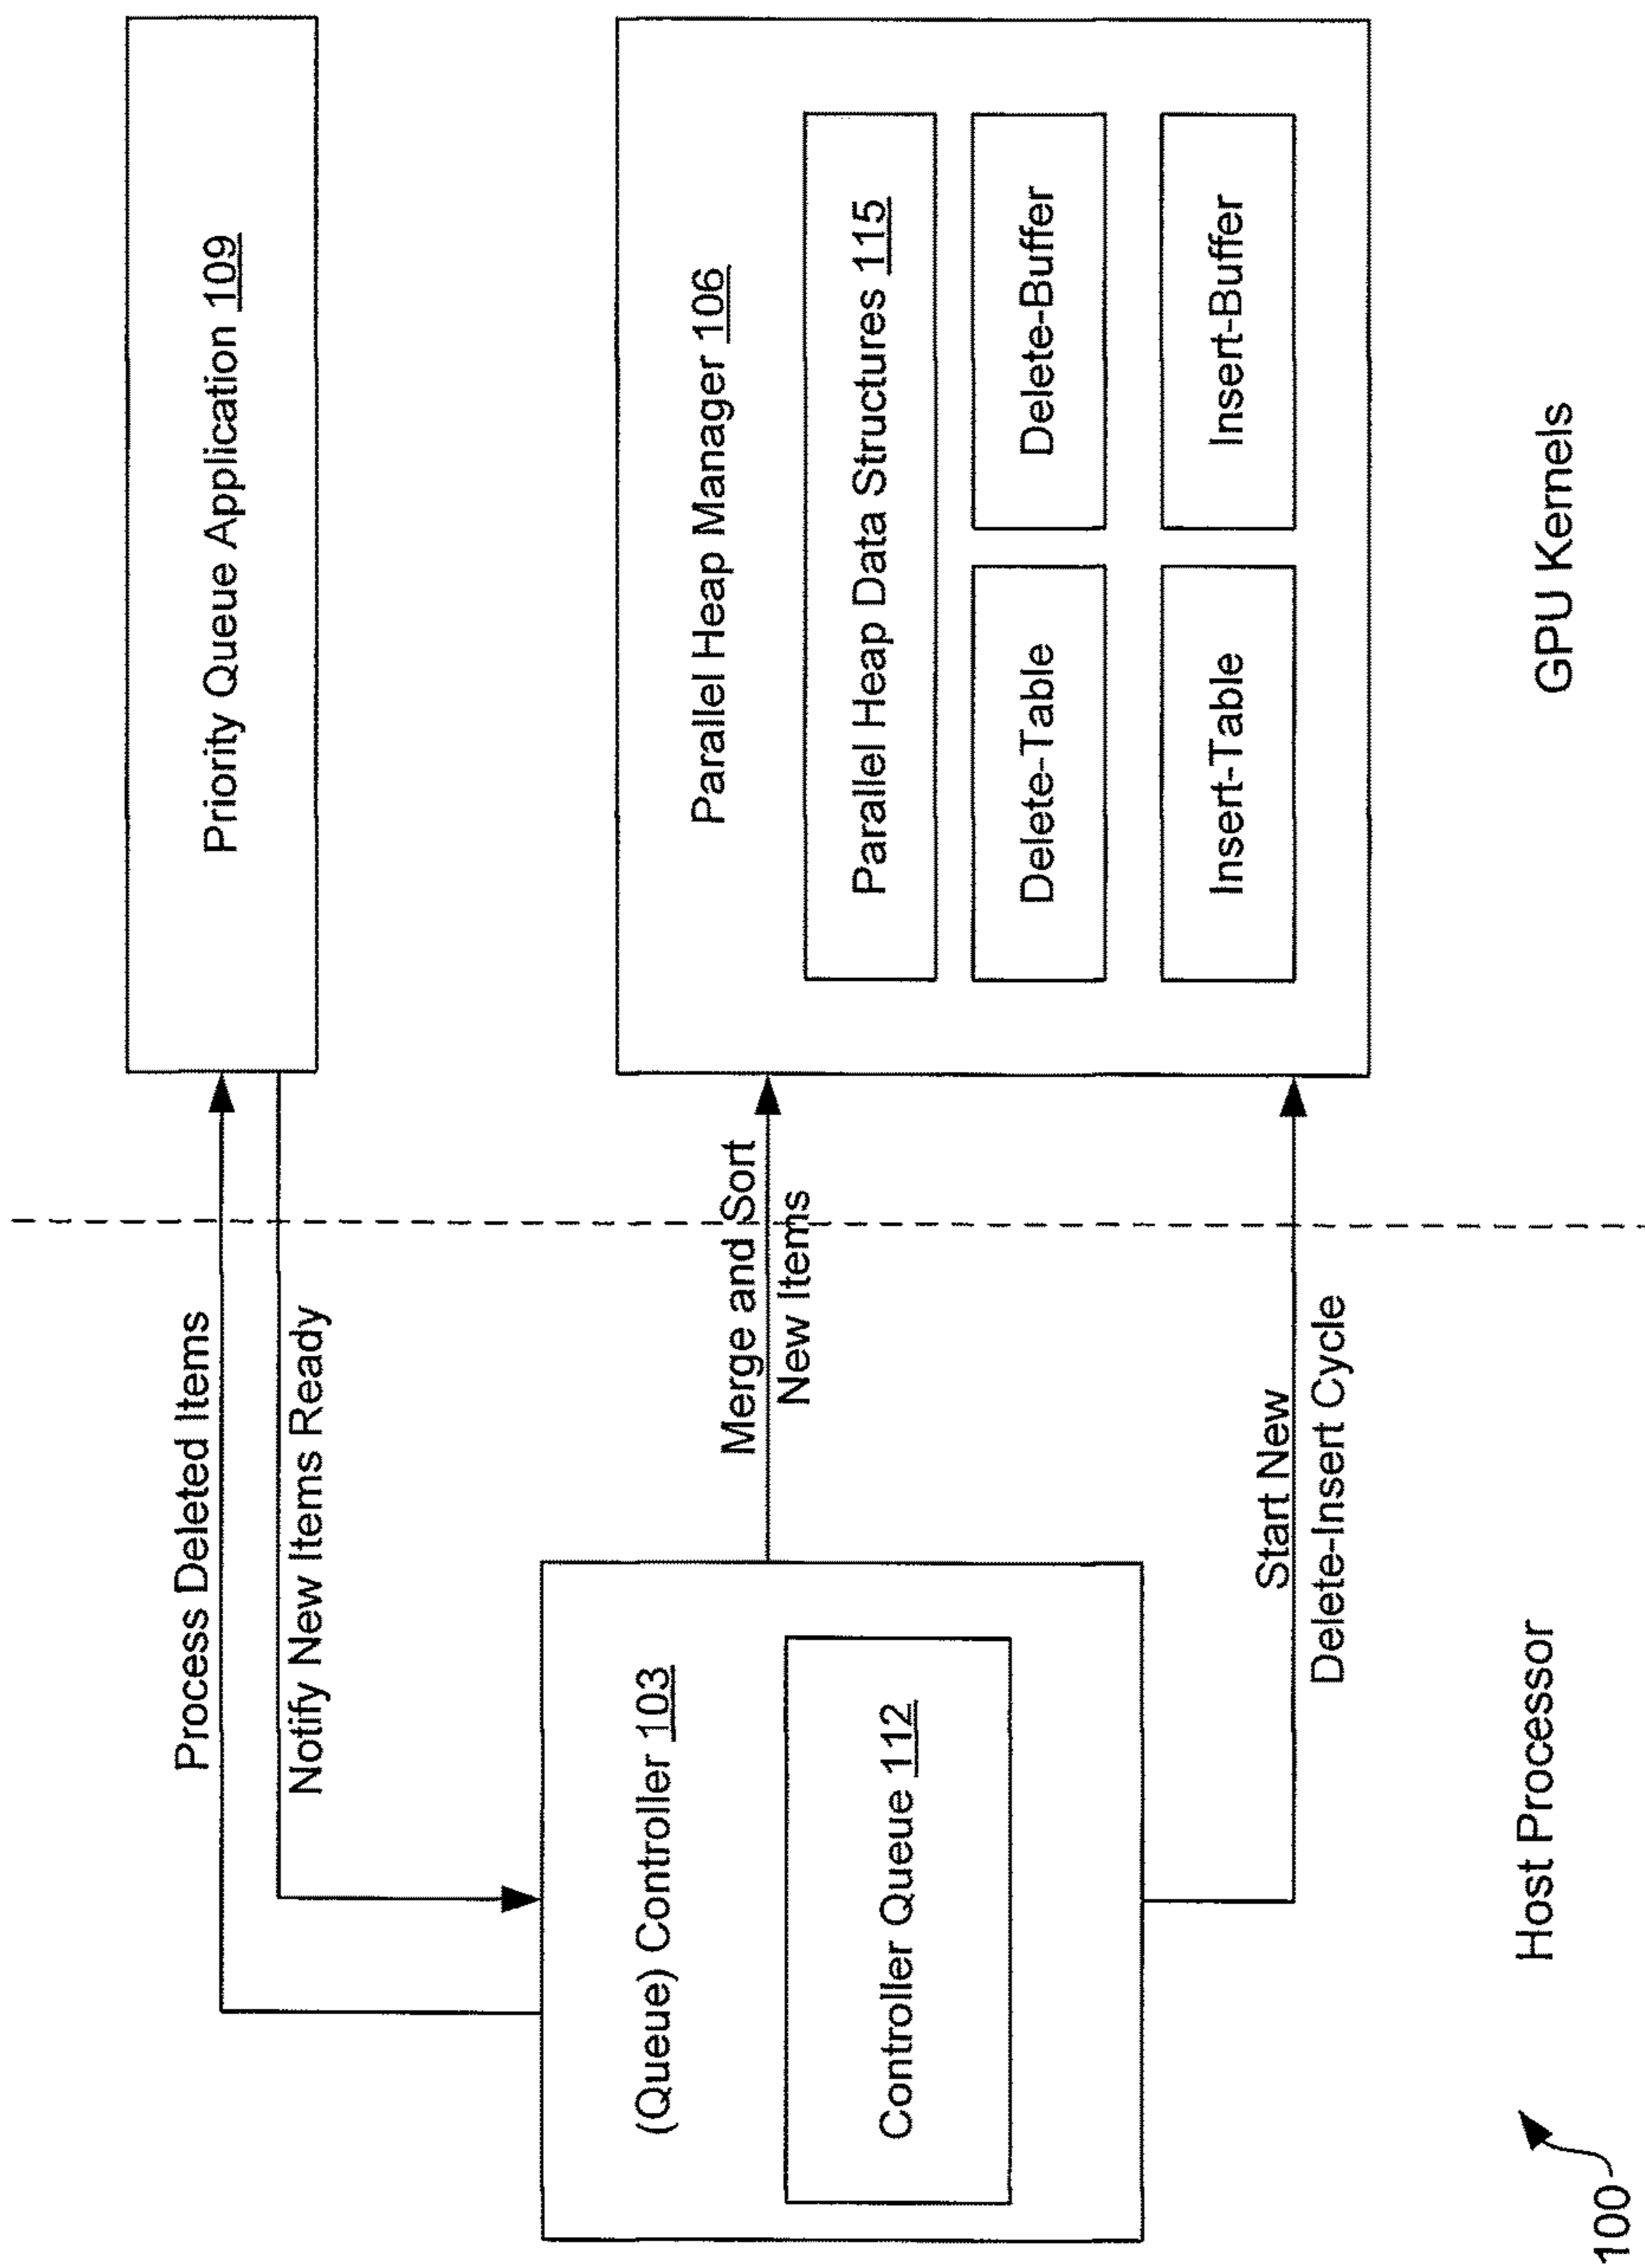 Process Deleted Items
Notify New Items Ready
Priority Queue Application 109
(Queue) Controller 103
Controller Queue 112
Merge and Sort
New Items
Parallel Heap Manager 106
Parallel Heap Data Structures 115
Delete-Table
Delete-Buffer
Insert-Table
Insert-Buffer
Start New
Delete-Insert Cycle
Host Processor
GPU Kernels
100